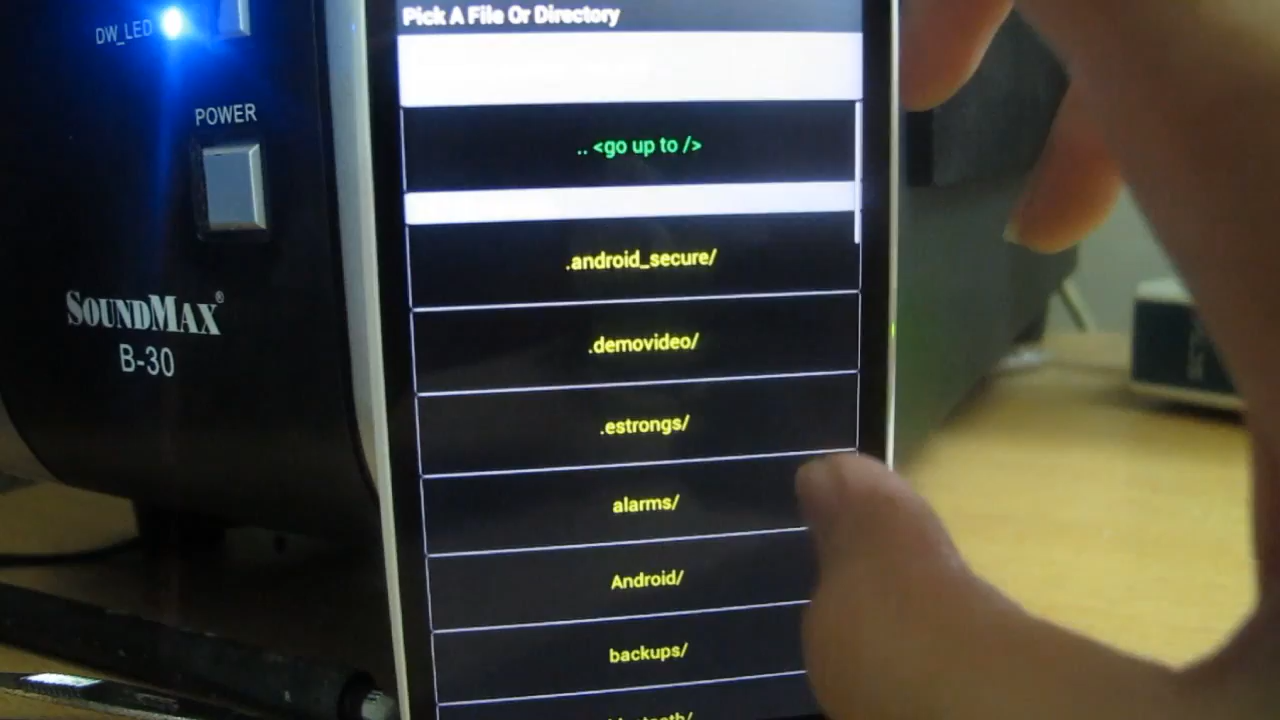 DW_LED
POWER
SOUNDMAX®
B-30
Pick A File Or Directory
.. <go up to />
.android_secure/
.demovideo/
.estrongs/
alarms/
Android/
backups/